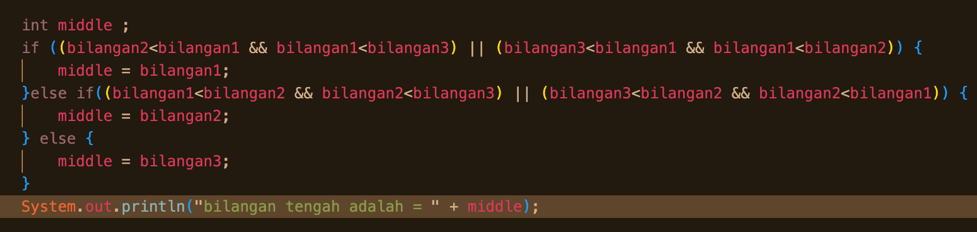 int middle ;
if ((bilangan2<bilangan1 && bilangan1<bilangan3) || (bilangan3<bilangan1 && bilangan1<bilangan2)) {
    middle = bilangan1;
}else if((bilangan1<bilangan2 && bilangan2<bilangan3) || (bilangan3<bilangan2 && bilangan2<bilangan1)) {
    middle = bilangan2;
} else {
    middle = bilangan3;
}
System.out.println("bilangan tengah adalah = " + middle);